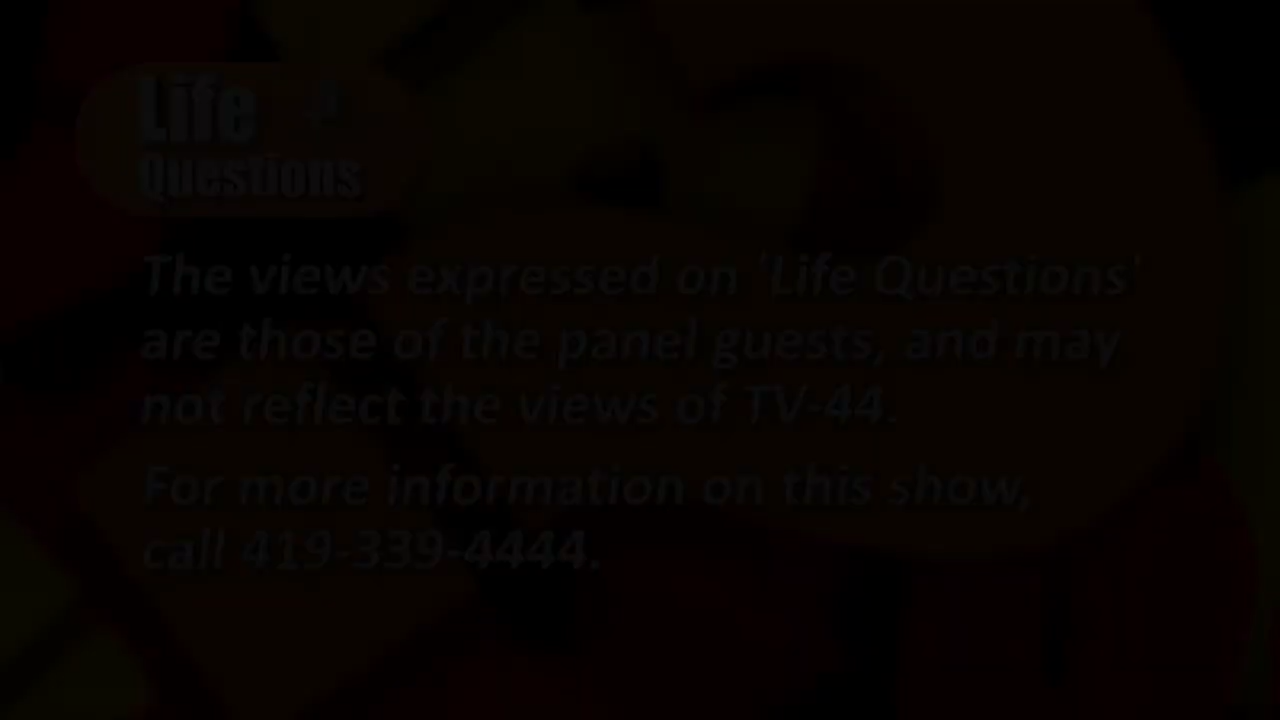 Life
Questions
The views expressed on 'Life Questions'
are those of the panel guests, and may
not reflect the views of TV-44.
For more information on this show,
call 419-339-4444.